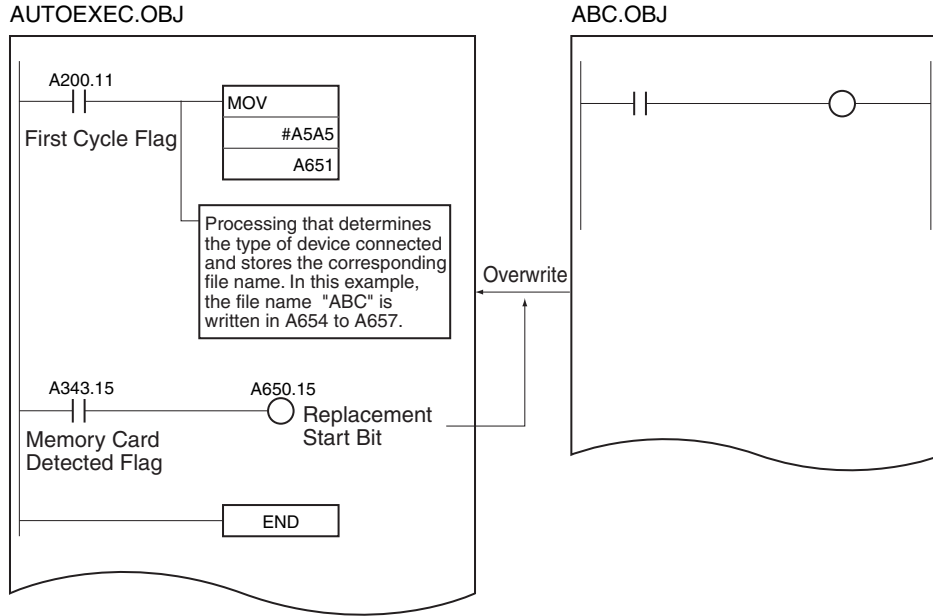 AUTOEXEC.OBJ
A200.11
First Cycle Flag
MOV
#A5A5
A651
Processing that determines
the type of device connected
and stores the corresponding
file name. In this example,
the file name "ABC" is
written in A654 to A657.
A343.15
Memory Card
Detected Flag
A650.15
Replacement
Start Bit
END
Overwrite
ABC.OBJ